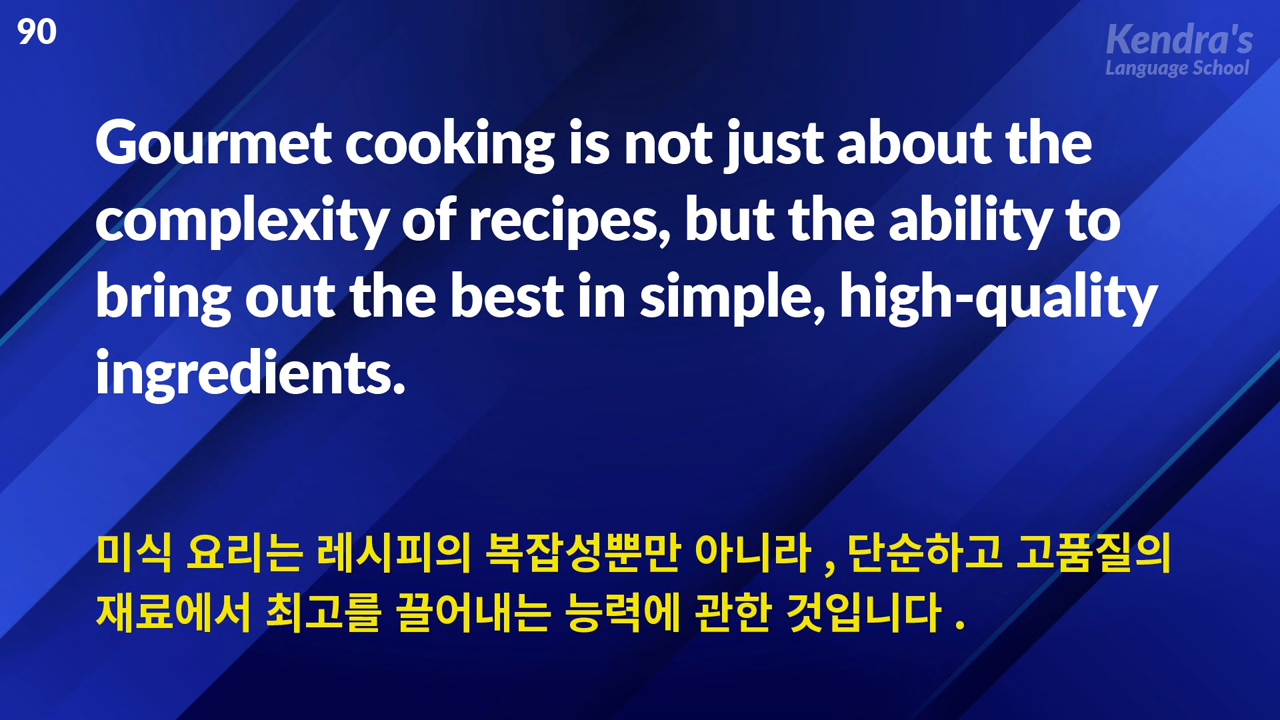 90
Kendra's
Language School
Gourmet cooking is not just about the
complexity of recipes, but the ability to
bring out the best in simple, high-quality
ingredients.
미식 요리는 레시피의 복잡성뿐만 아니라 , 단순하고 고품질의
재료에서 최고를 끌어내는 능력에 관한 것입니다 .